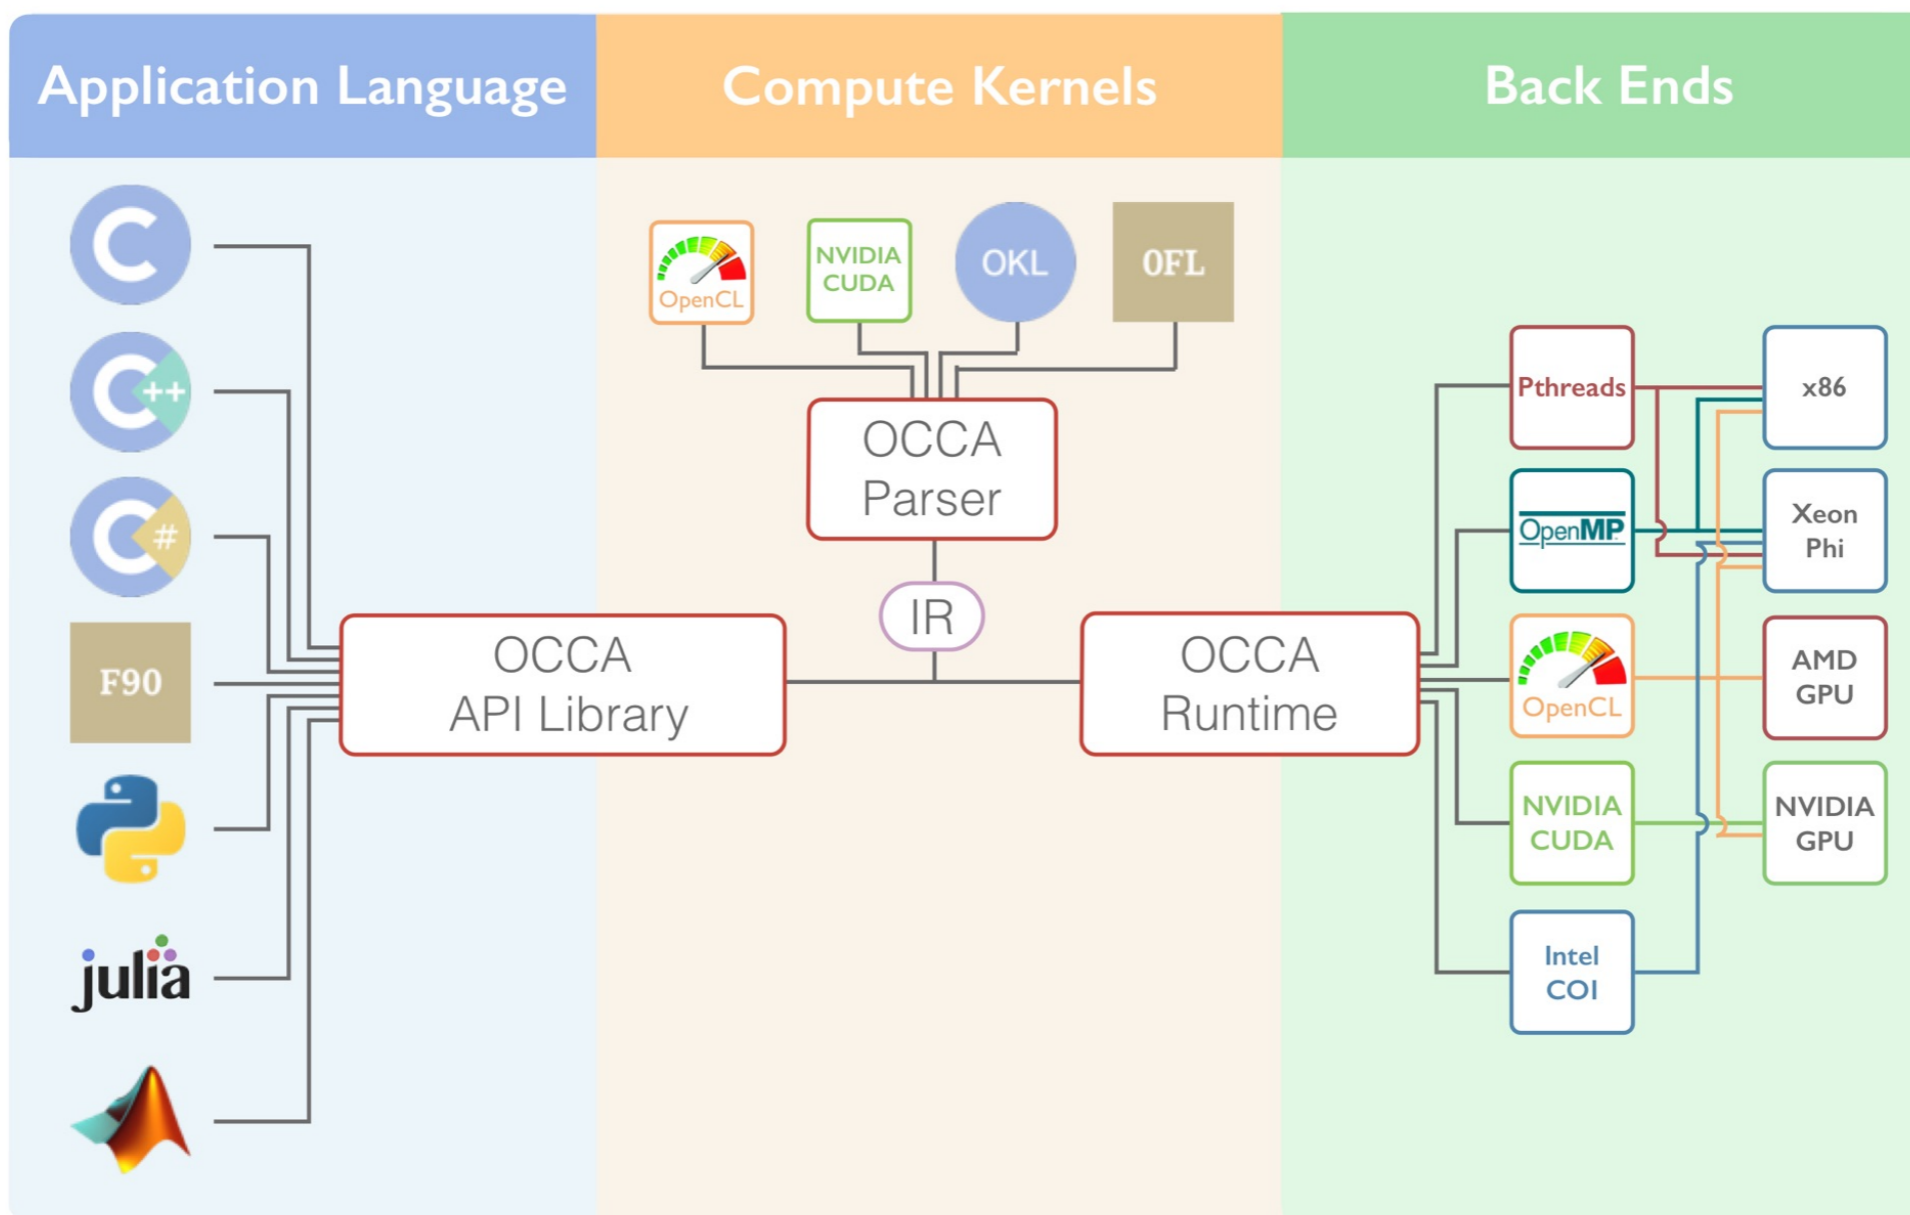 Application Language
Compute Kernels
Back Ends
C
C++
C#
F90
julia
OpenCL
NVIDIA
CUDA
OKL
OFL
OCCA
Parser
IR
OCCA
API Library
OCCA
Runtime
Pthreads
OpenMP
OpenCL
NVIDIA
CUDA
Intel
COI
x86
Xeon
Phi
AMD
GPU
NVIDIA
GPU